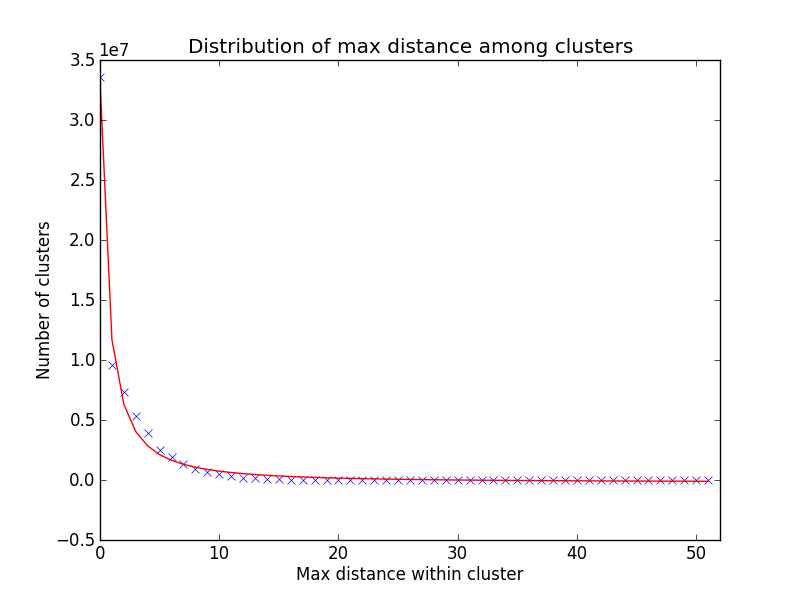 Distribution of max distance among clusters
1e7
3.5
3.0
2.5
2.0
1.5
1.0
0.5
0.0
−0.5
Number of clusters
0 10 20 30 40 50
Max distance within cluster